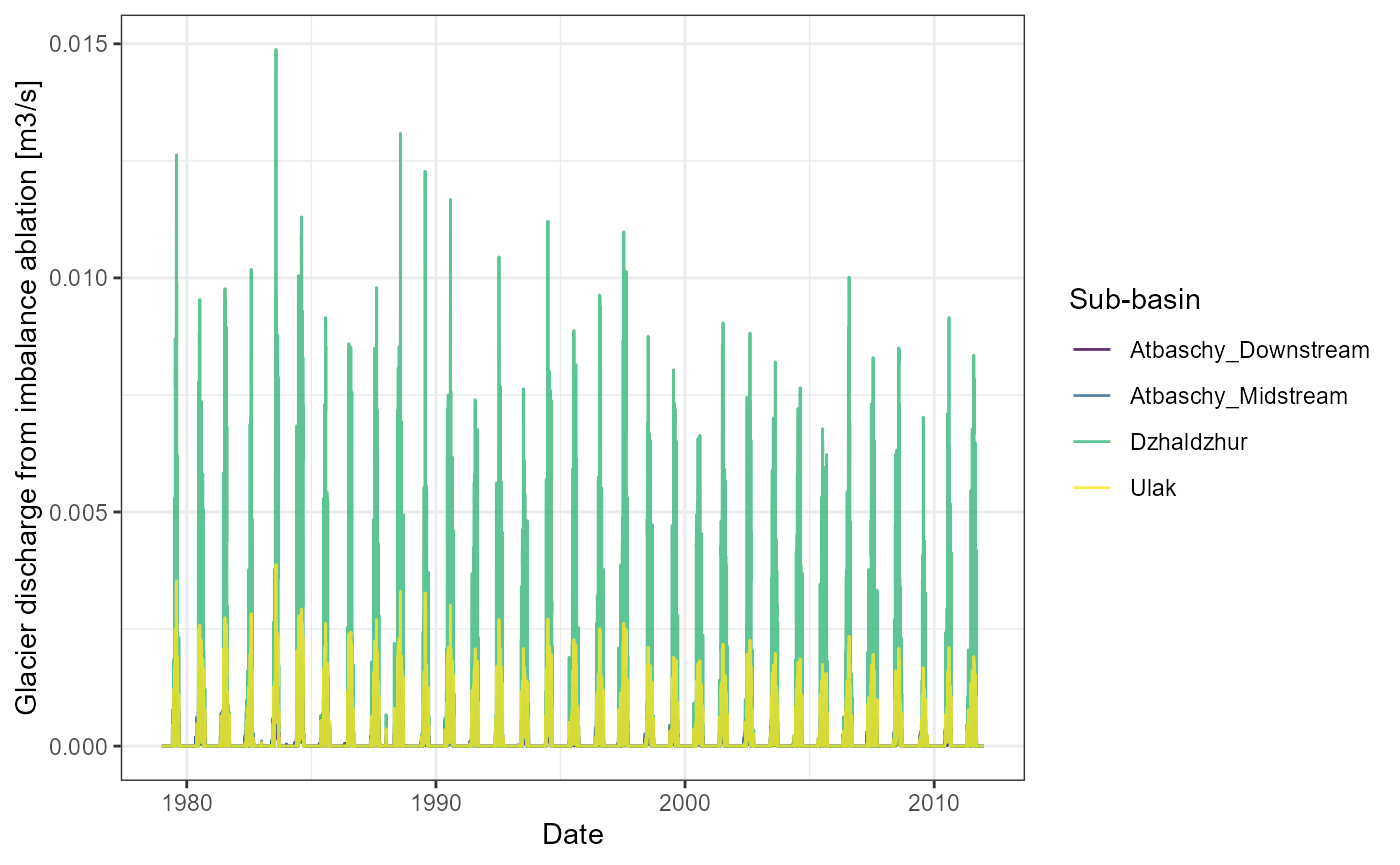 Glacier discharge from imbalance ablation [m3/s]
0.015
0.010
0.005
0.000
1980 1990 2000 2010
Date
Sub-basin
Atbaschy_Downstream
Atbaschy_Midstream
Dzhaldzhur
Ulak